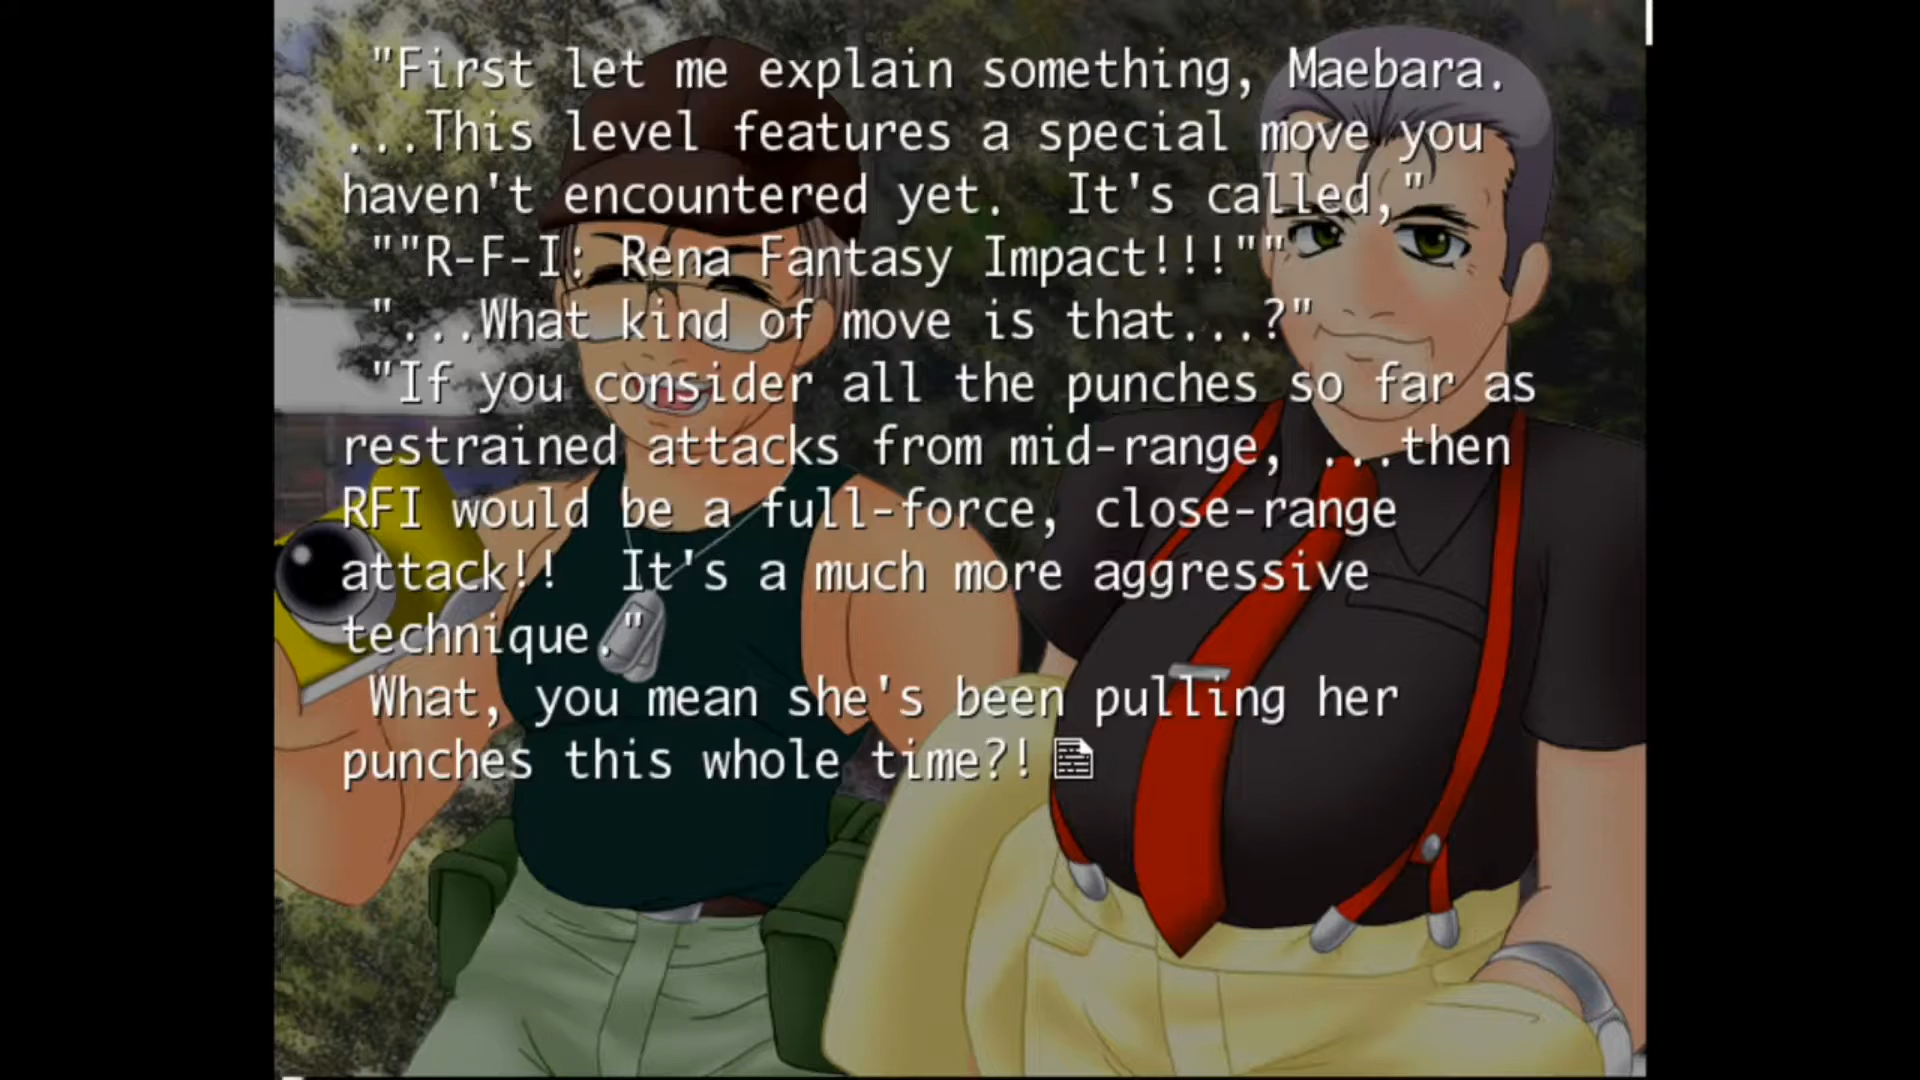 "First let me explain something, Maebara.
...This level features a special move you
haven't encountered yet.  It's called,"
""R-F-I: Rena Fantasy Impact!!!""
"...What kind of move is that...?"
"If you consider all the punches so far as
restrained attacks from mid-range, ...then
RFI would be a full-force, close-range
attack!!  It's a much more aggressive
technique."
What, you mean she's been pulling her
punches this whole time?!